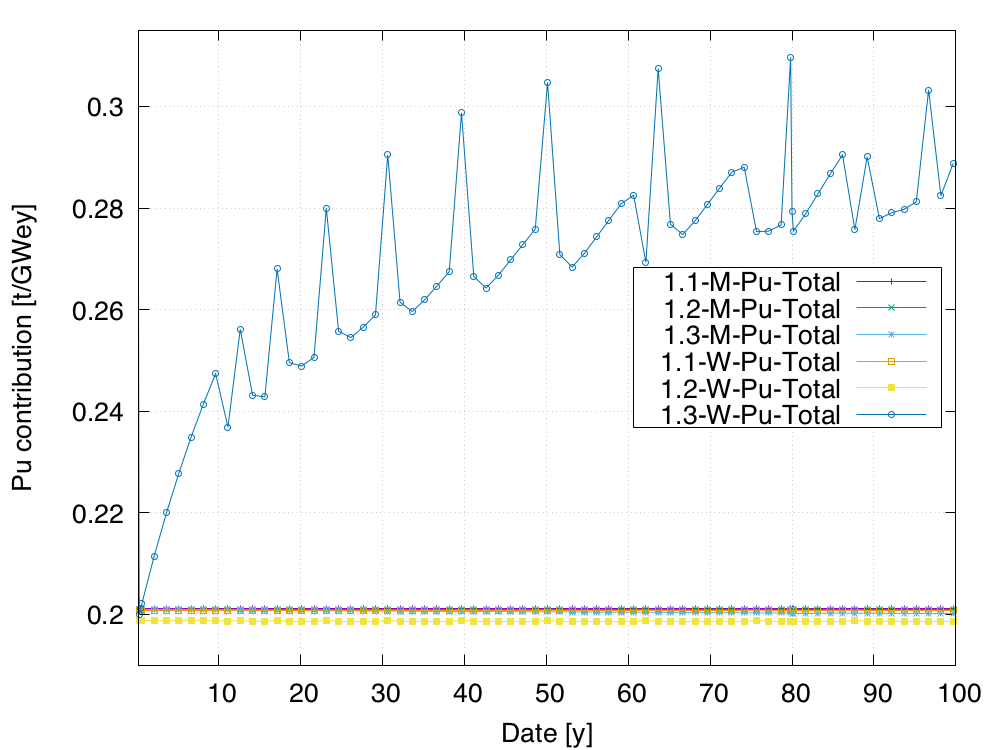 Pu contribution [t/GWey]
0.3
0.28
0.26
0.24
0.22
0.2
1.1-M-Pu-Total
1.2-M-Pu-Total
1.3-M-Pu-Total
1.1-W-Pu-Total
1.2-W-Pu-Total
1.3-W-Pu-Total
10 20 30 40 50 60 70 80 90 100
Date [y]